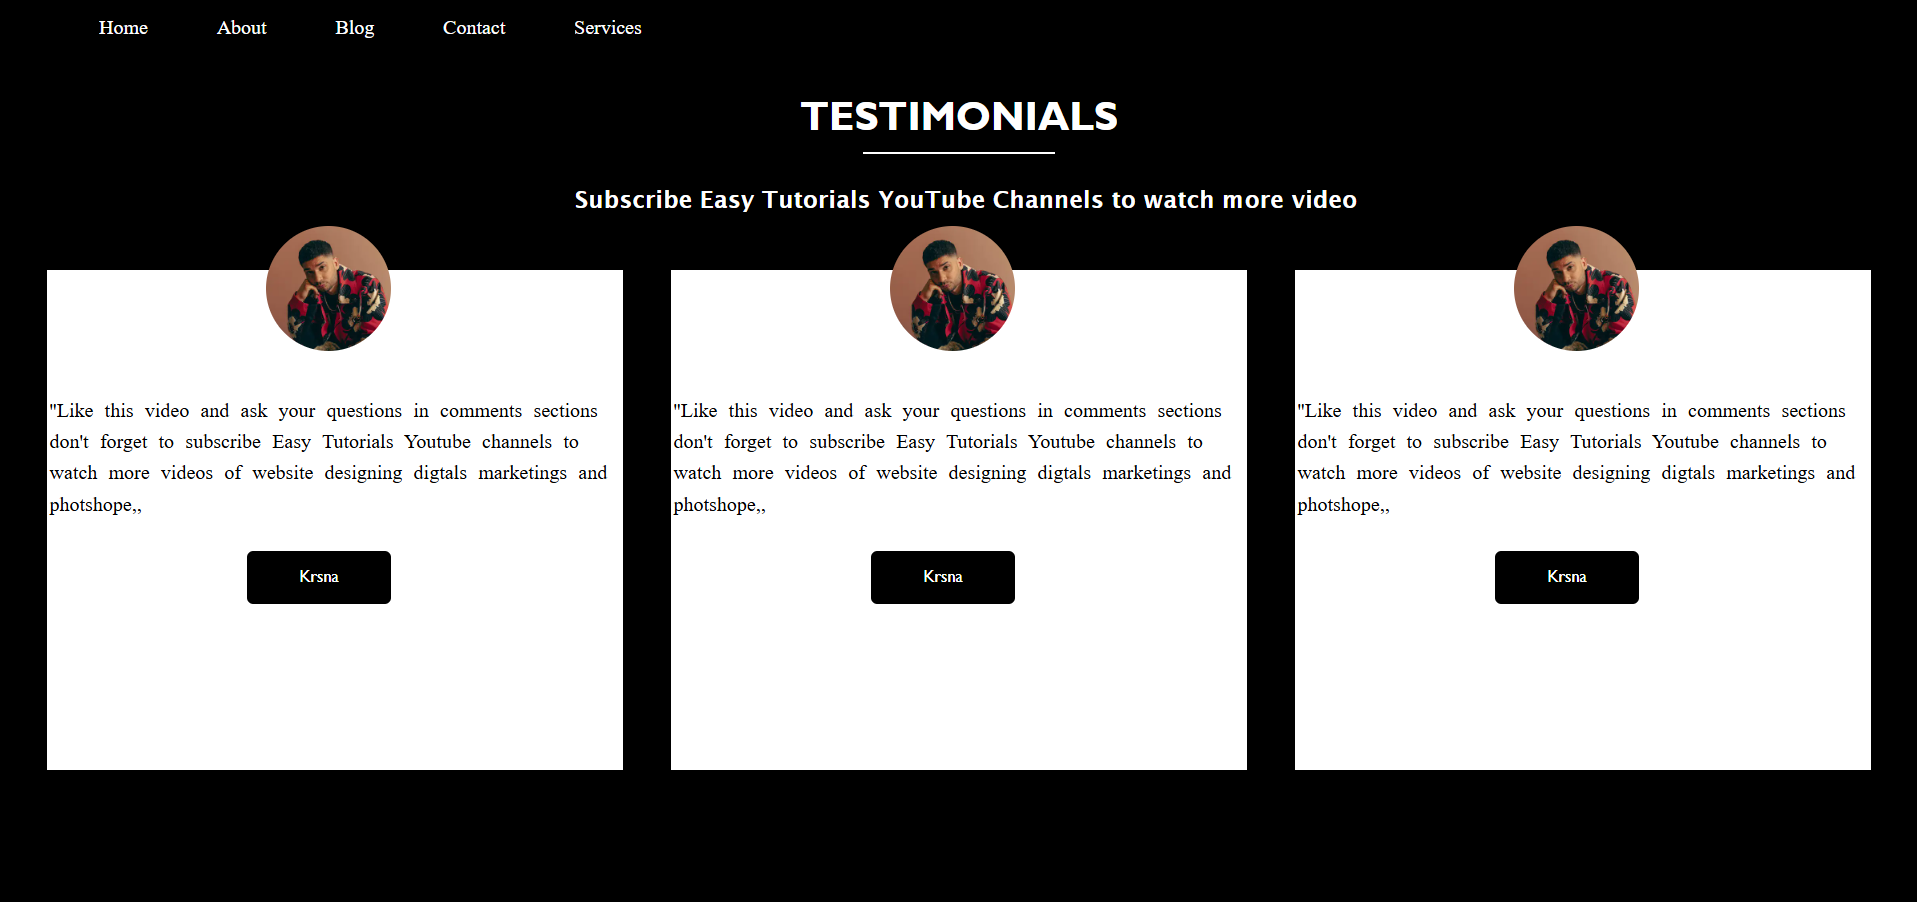 Home About Blog Contact Services
TESTIMONIALS
Subscribe Easy Tutorials YouTube Channels to watch more video
"Like this video and ask your questions in comments sections
don't forget to subscribe Easy Tutorials Youtube channels to
watch more videos of website designing digtals marketings and
photshope,,
Krsna
"Like this video and ask your questions in comments sections
don't forget to subscribe Easy Tutorials Youtube channels to
watch more videos of website designing digtals marketings and
photshope,,
Krsna
"Like this video and ask your questions in comments sections
don't forget to subscribe Easy Tutorials Youtube channels to
watch more videos of website designing digtals marketings and
photshope,,
Krsna